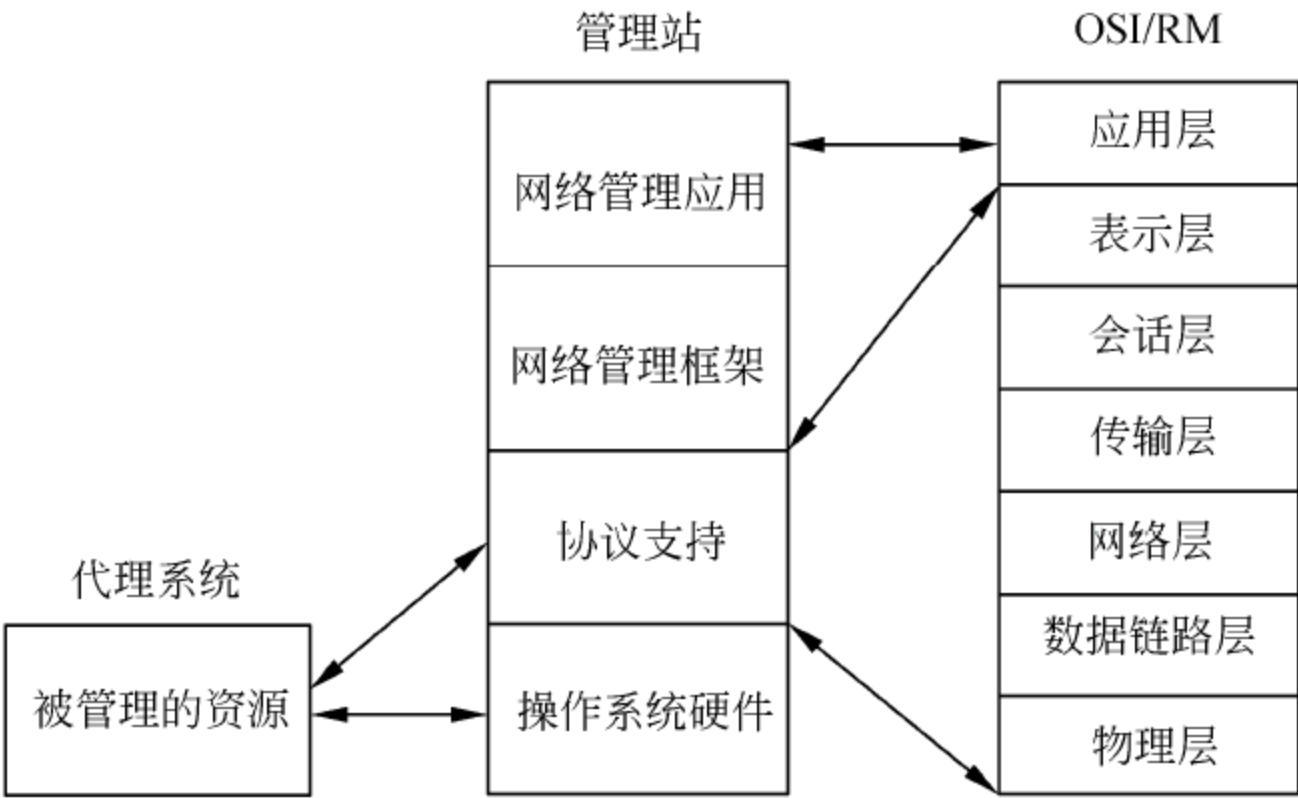 管理站
OSI/RM
网络管理应用
网络管理框架
协议支持
操作系统硬件
代理系统
被管理的资源
应用层
表示层
会话层
传输层
网络层
数据链路层
物理层